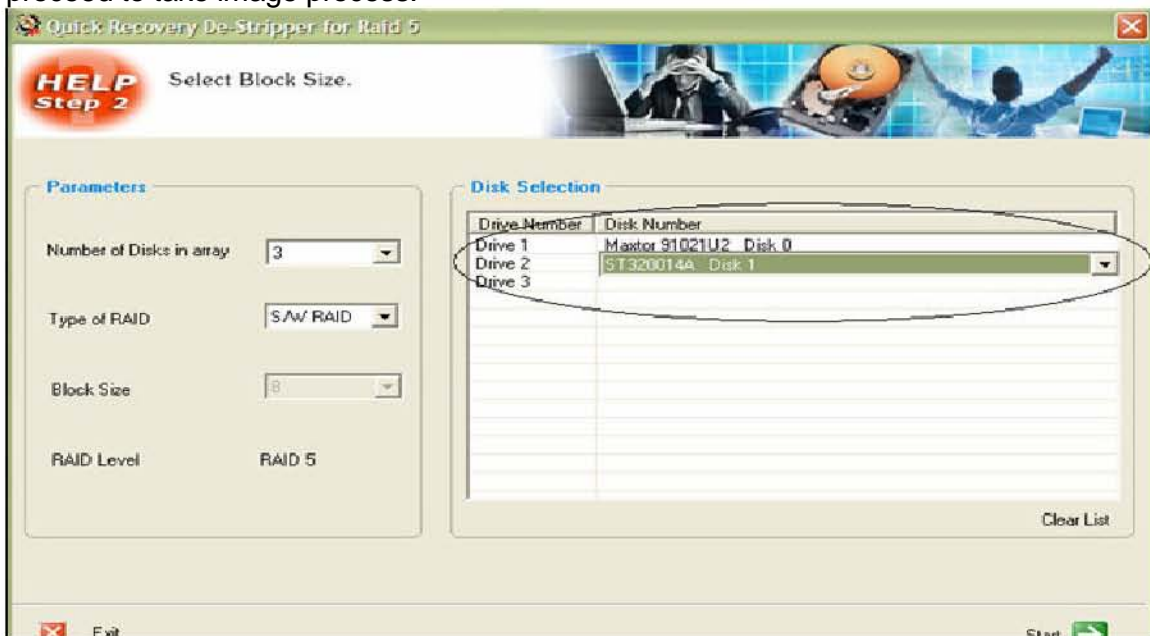 proceed to take image process.
Quick Recovery De-Stripper for Raid 5
HELP
Step 2
Select Block Size.
Parameters
Number of Disks in array 3
Type of RAID S/W RAID
Block Size 8
RAID Level RAID 5
Disk Selection
Drive Number Disk Number
Drive 1 Maxtor 91021U2 Disk 0
Drive 2 ST320014A Disk 1
Drive 3
Clear List
Exit
Start